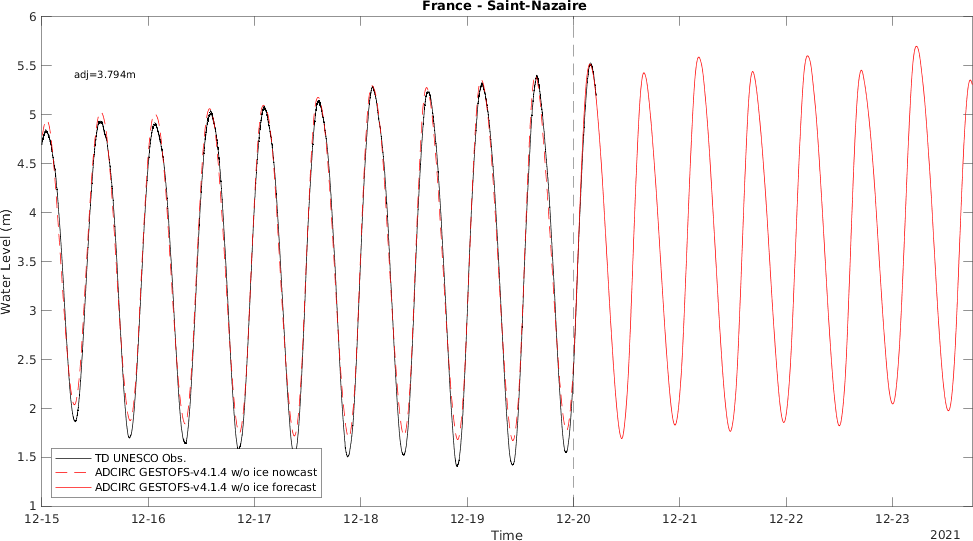 France - Saint-Nazaire
adj=3.794m
Water Level (m)
6
5.5
5
4.5
4
3.5
3
2.5
2
1.5
1
TD UNESCO Obs.
ADCIRC GESTOFS-v4.1.4 w/o ice nowcast
ADCIRC GESTOFS-v4.1.4 w/o ice forecast
12-15 12-16 12-17 12-18 12-19 12-20 12-21 12-22 12-23
Time
2021